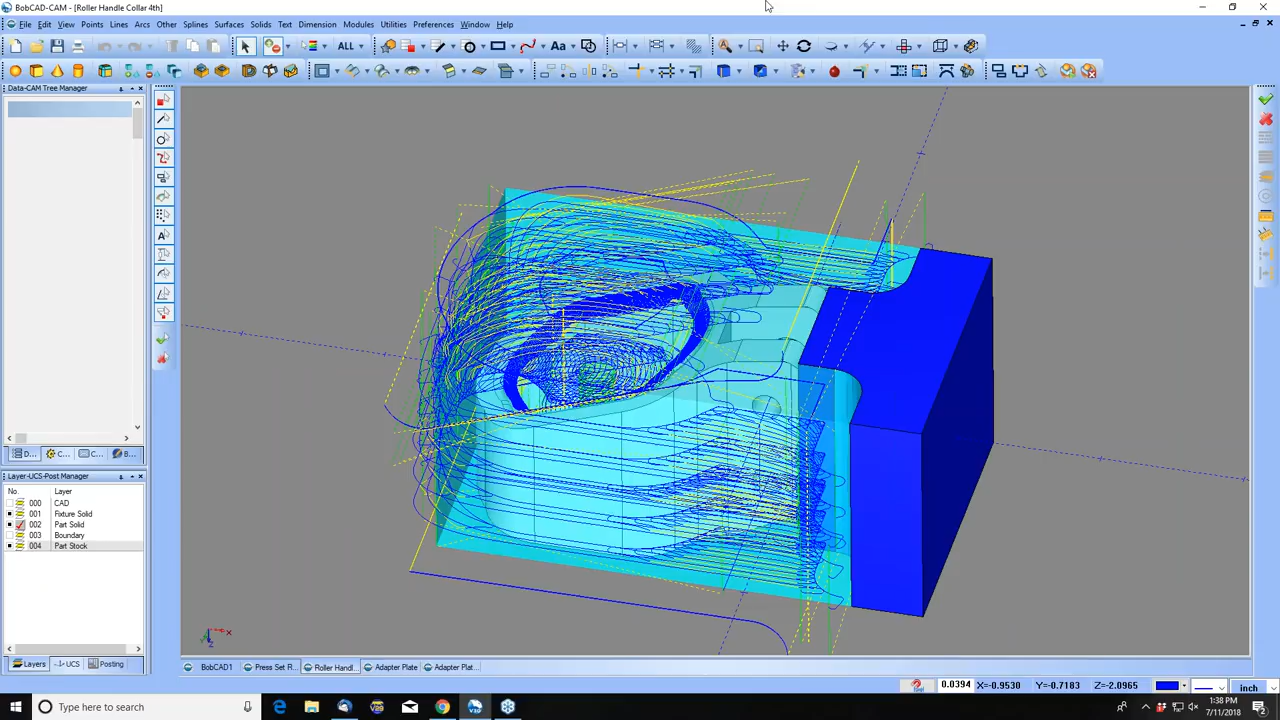 BobCAD-CAM - [Roller Handle Collar 4th]
File Edit View Points Lines Arcs Other Splines Surfaces Solids Text Dimension Modules Utilities Preferences Window Help
ALL
Aa
Data-CAM Tree Manager
D... C... C... B...
Layer-UCS-Post Manager
No. Layer
000 CAD
001 Fixture Solid
002 Part Solid
003 Boundary
004 Part Stock
Layers UCS Posting
BobCAD1 Press Set R... Roller Handl... Adapter Plate Adapter Plat...
0.0394 X=-0.9530 Y=-0.7183 Z=-2.0965 inch
Type here to search
1:38 PM
7/11/2018